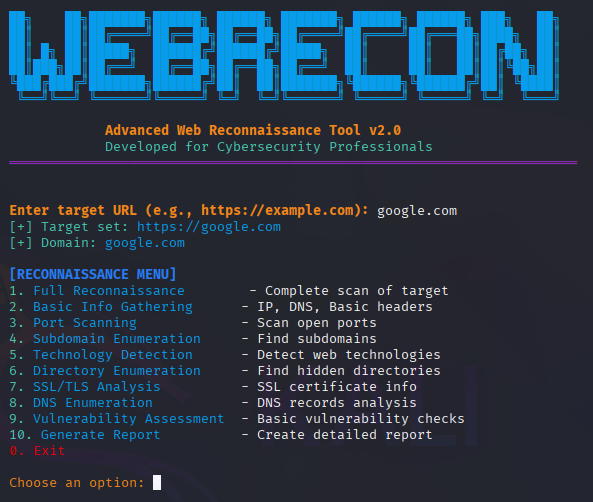 WEBRECON
Advanced Web Reconnaissance Tool v2.0
Developed for Cybersecurity Professionals
Enter target URL (e.g., https://example.com): google.com
[+] Target set: https://google.com
[+] Domain: google.com
[RECONNAISSANCE MENU]
1. Full Reconnaissance - Complete scan of target
2. Basic Info Gathering - IP, DNS, Basic headers
3. Port Scanning - Scan open ports
4. Subdomain Enumeration - Find subdomains
5. Technology Detection - Detect web technologies
6. Directory Enumeration - Find hidden directories
7. SSL/TLS Analysis - SSL certificate info
8. DNS Enumeration - DNS records analysis
9. Vulnerability Assessment - Basic vulnerability checks
10. Generate Report - Create detailed report
0. Exit
Choose an option: